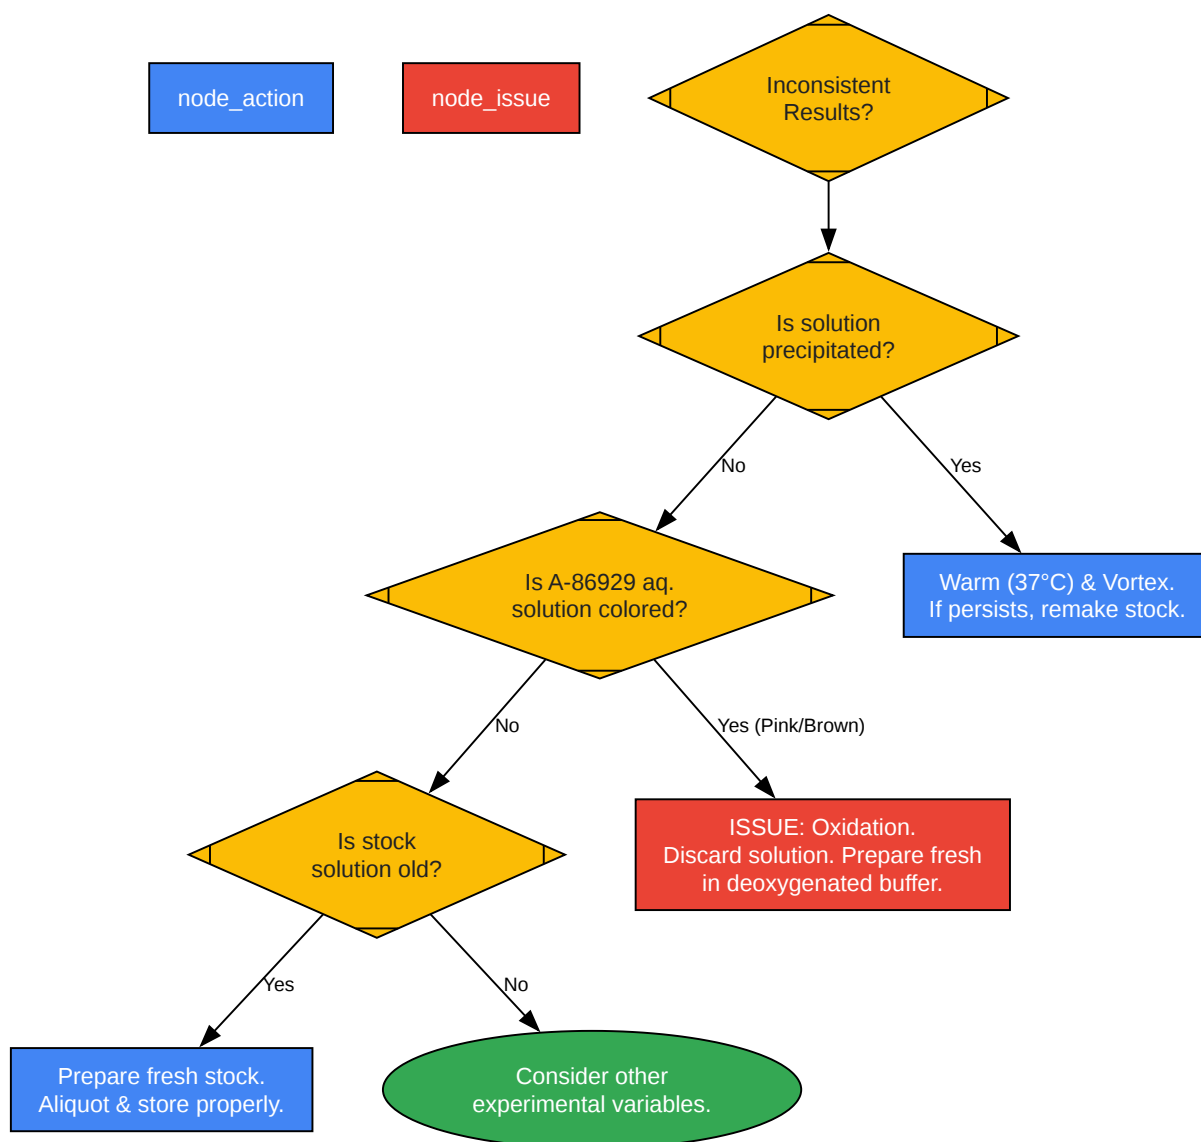 node_action
node_issue
Inconsistent
Results?
Is solution
precipitated?
No
Yes
Is A-86929 aq.
solution colored?
Warm (37°C) & Vortex.
If persists, remake stock.
No
Yes (Pink/Brown)
Is stock
solution old?
ISSUE: Oxidation.
Discard solution. Prepare fresh
in deoxygenated buffer.
Yes
No
Prepare fresh stock.
Aliquot & store properly.
Consider other
experimental variables.